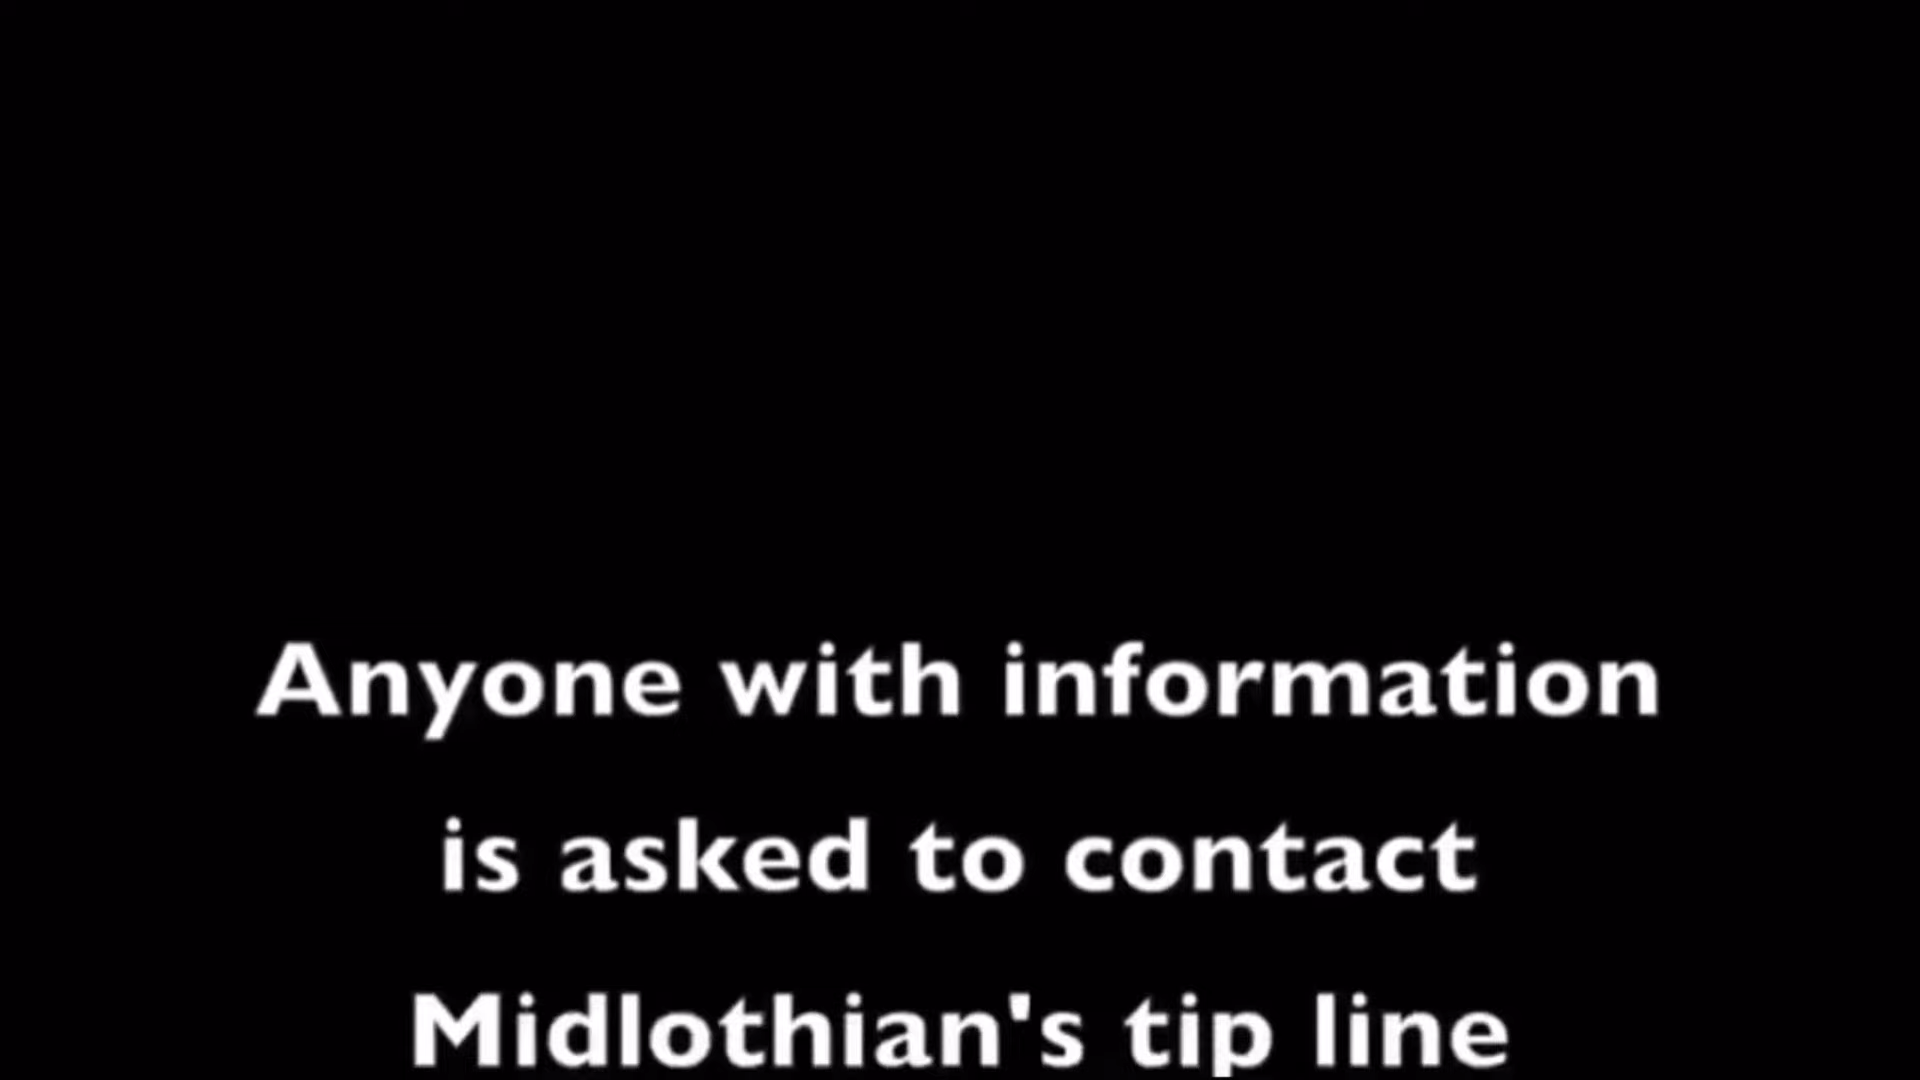 Anyone with information
is asked to contact
Midlothian's tip line